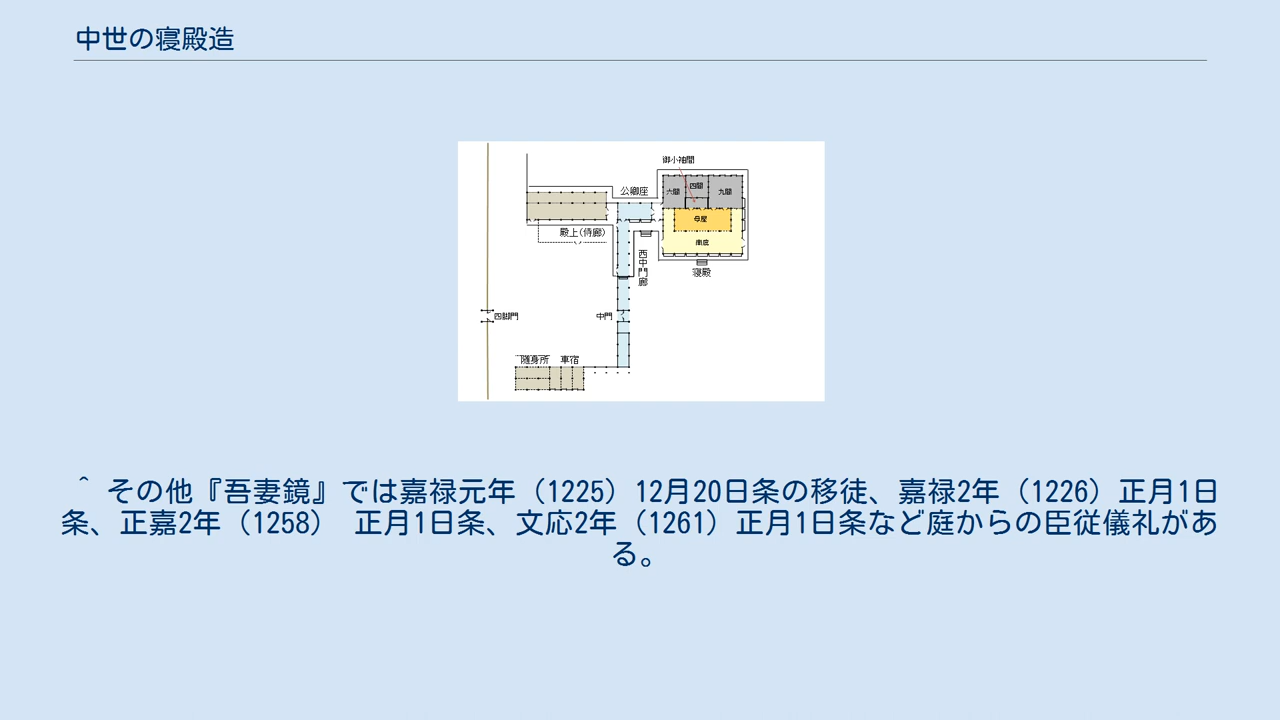 中世の寝殿造
御小袖間
公卿座
六間
四間
九間
母屋
殿上(侍廊)
南庇
西中門廊
寝殿
四脚門
中門
随身所
車宿
^ その他『吾妻鏡』では嘉禄元年（1225）12月20日条の移徒、嘉禄2年（1226）正月1日
条、正嘉2年（1258） 正月1日条、文応2年（1261）正月1日条など庭からの臣従儀礼があ
る。